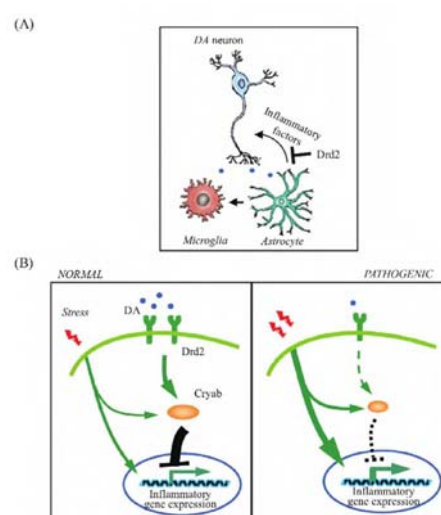 (A)
DA neuron
Inflammatory
factors
Drd2
Microglia
Astrocyte
(B)
NORMAL
PATHOGENIC
Stress
DA
Drd2
Cryab
Inflammatory
gene expression
Inflammatory
gene expression